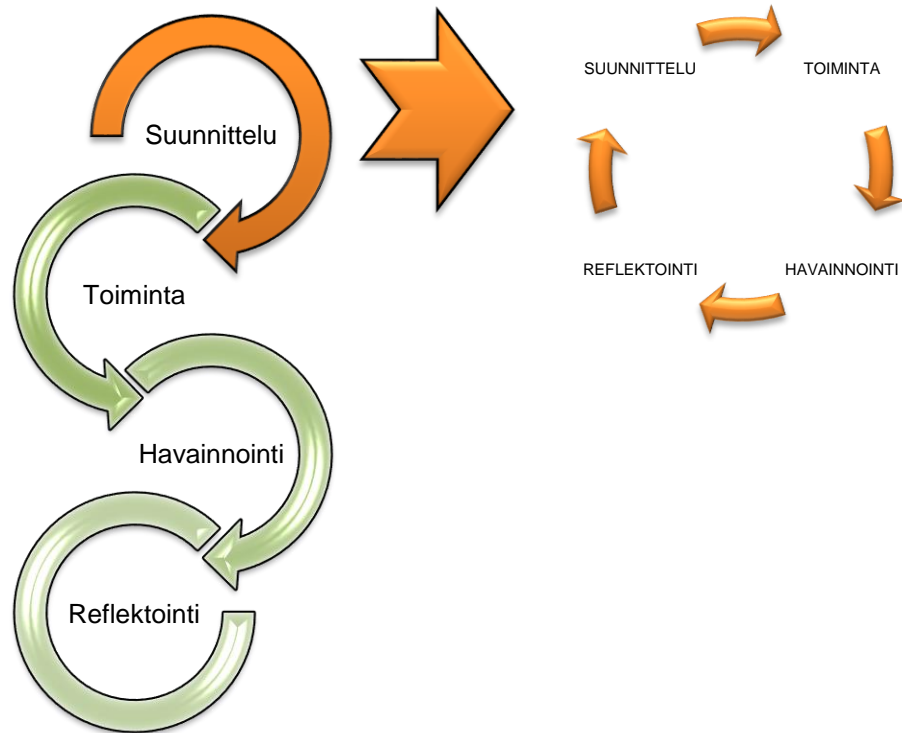 Suunnittelu
Toiminta
Havainnointi
Reflektointi
SUUNNITTELU
TOIMINTA
REFLEKTOINTI
HAVAINNOINTI